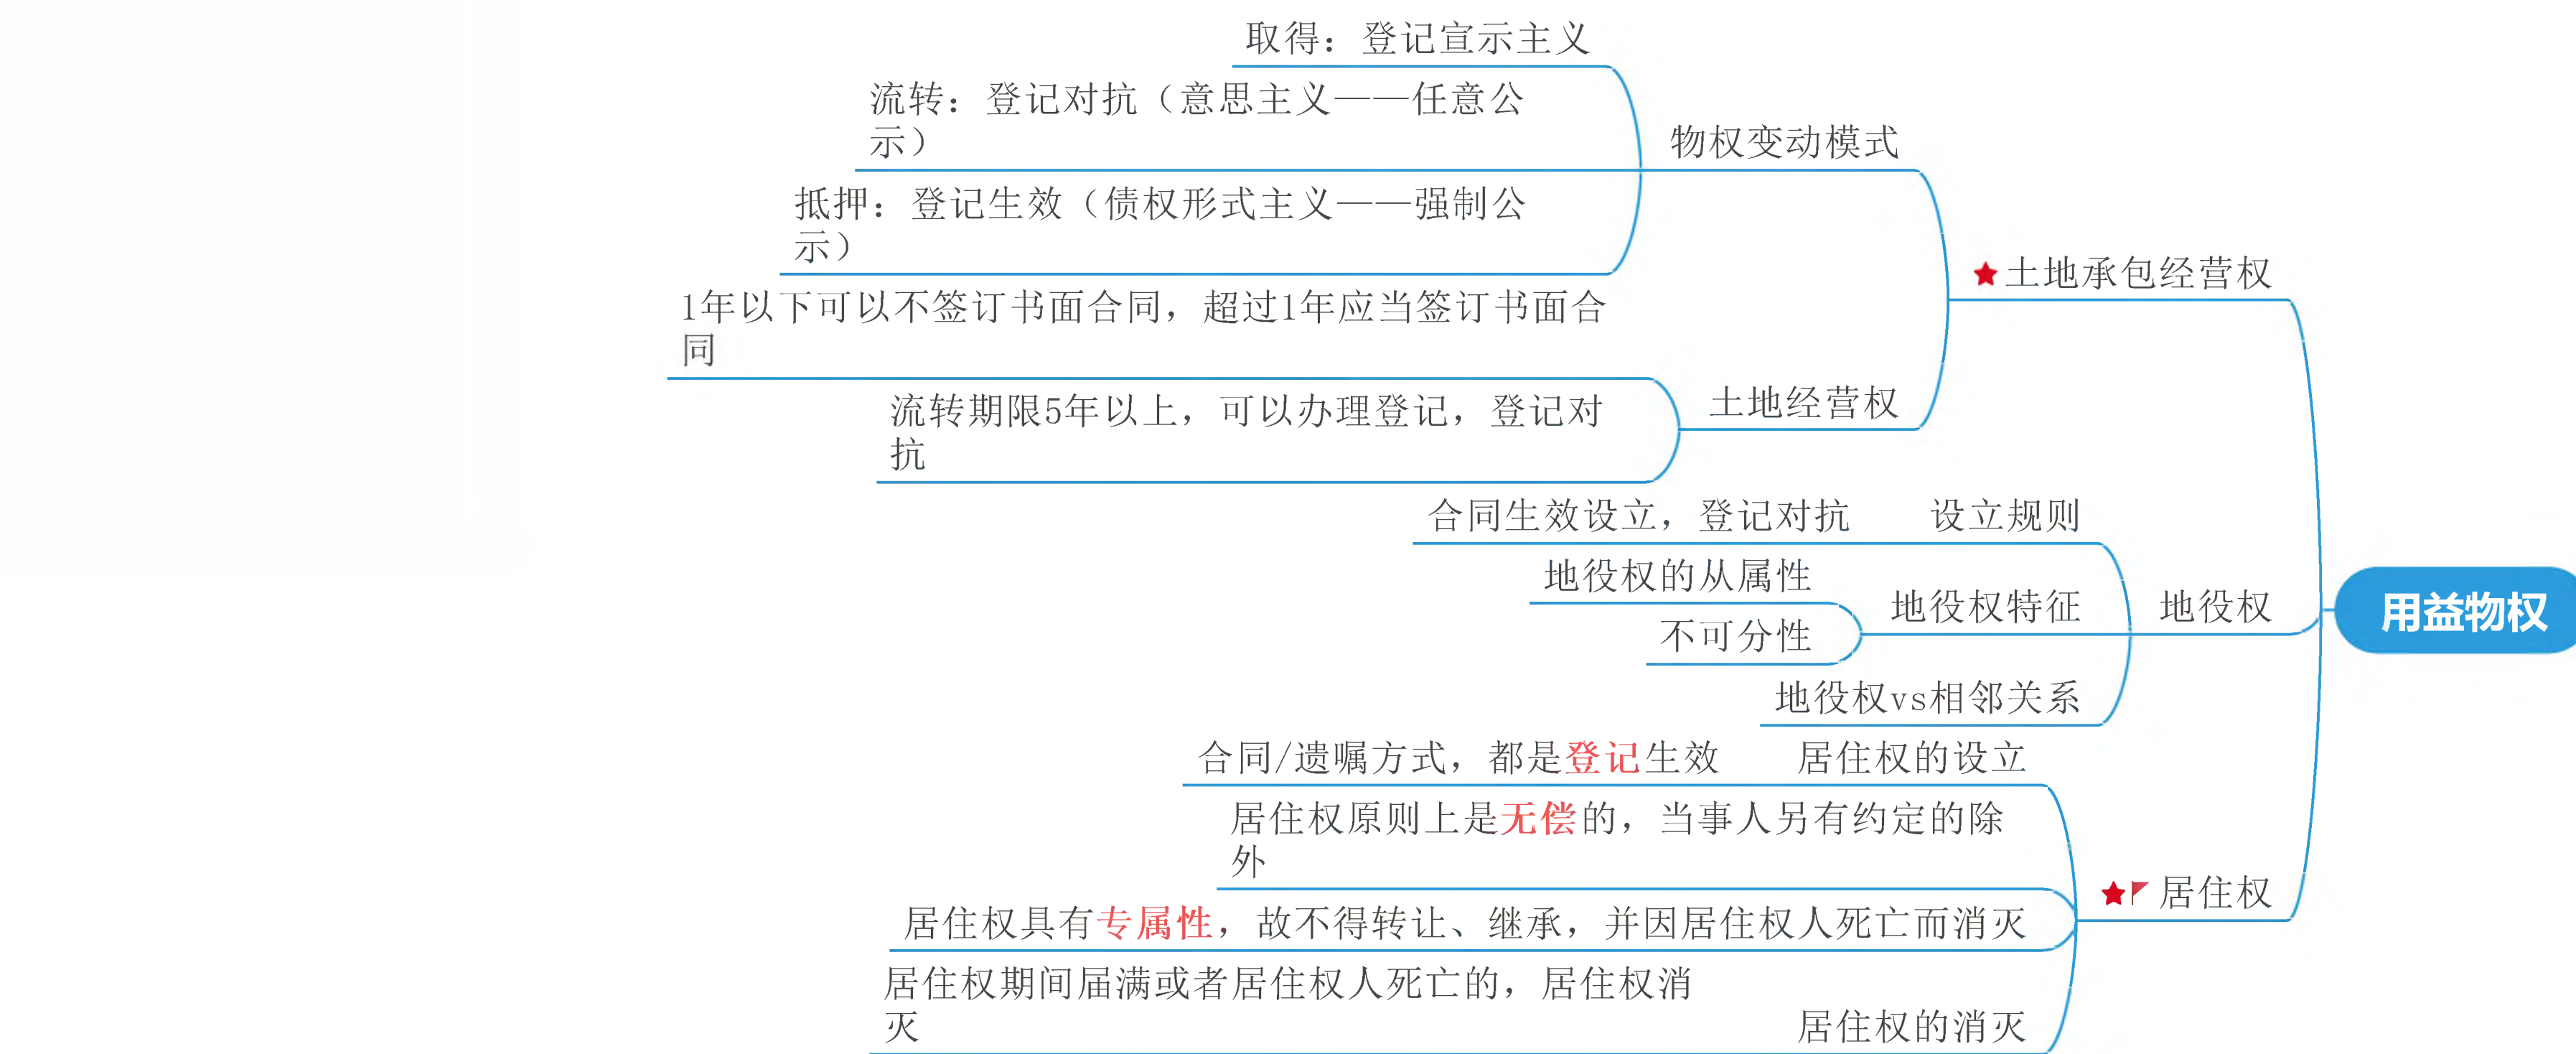 取得：登记宣示主义
流转：登记对抗（意思主义——任意公
示）
物权变动模式
抵押：登记生效（债权形式主义——强制公
示）
土地承包经营权
1年以下可以不签订书面合同，超过1年应当签订书面合
同
土地经营权
流转期限5年以上，可以办理登记，登记对
抗
合同生效设立，登记对抗 设立规则
地役权的从属性
地役权特征 地役权
用益物权
不可分性
地役权vs相邻关系
合同/遗嘱方式，都是登记生效 居住权的设立
居住权原则上是无偿的，当事人另有约定的除
外
居住权
居住权具有专属性，故不得转让、继承，并因居住权人死亡而消灭
居住权期间届满或者居住权人死亡的，居住权消
灭
居住权的消灭